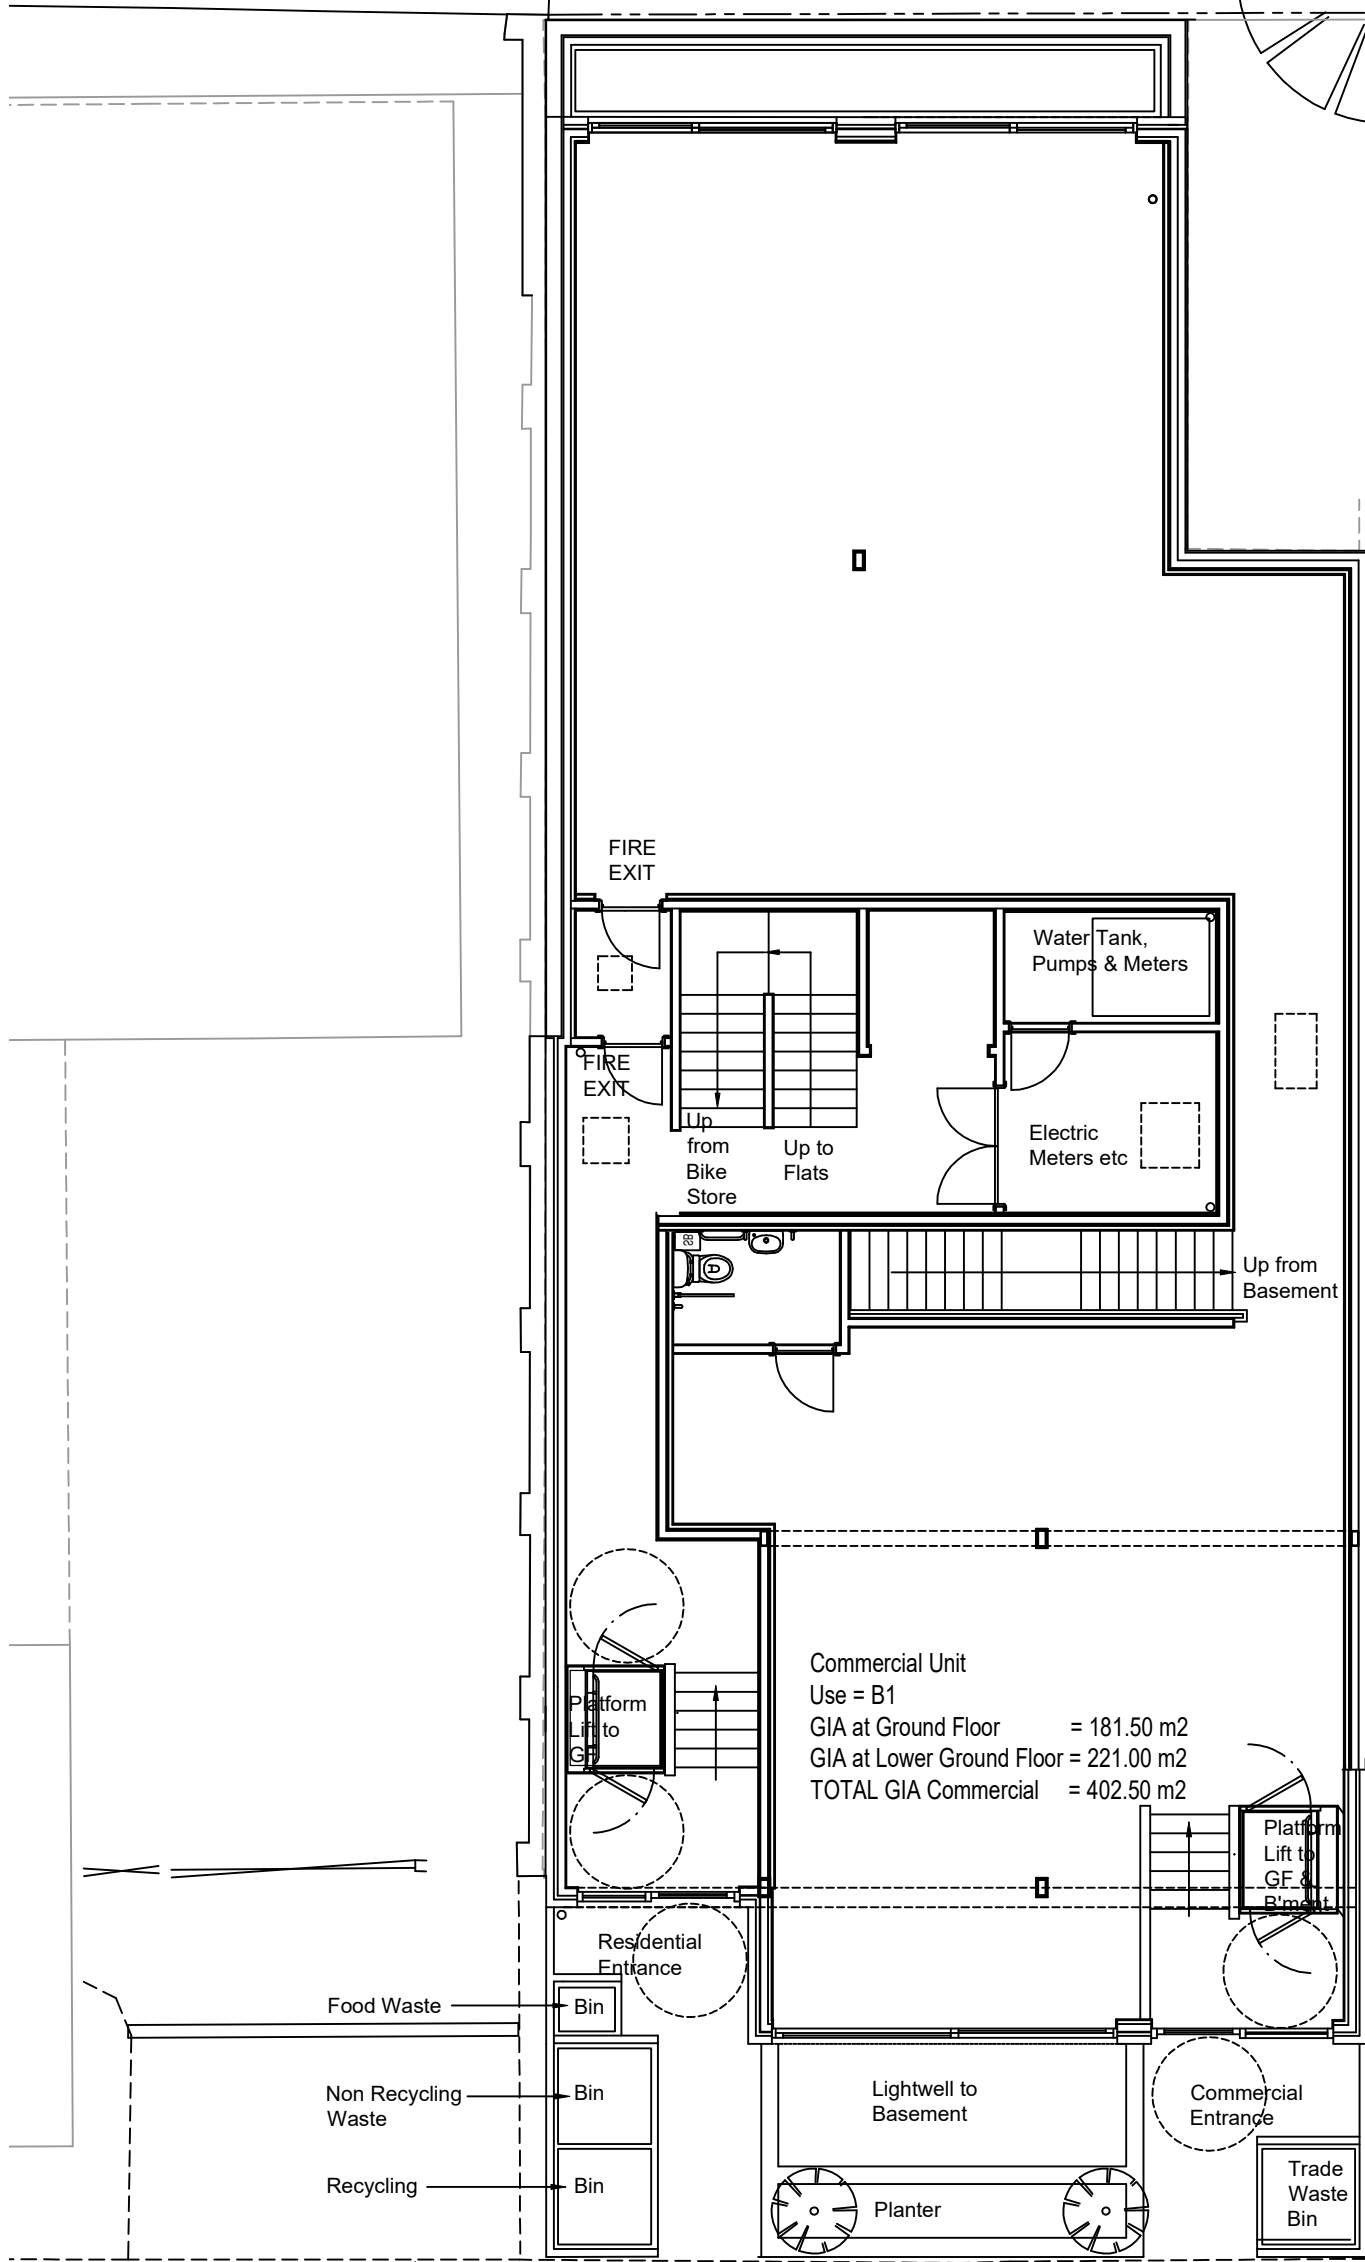 FIRE
EXIT
Water Tank,
Pumps & Meters
FIRE
EXIT
Up
from
Bike
Store
Up to
Flats
Electric
Meters etc
SB
Up from
Basement
Commercial Unit
Use = B1
GIA at Ground Floor = 181.50 m2
GIA at Lower Ground Floor = 221.00 m2
TOTAL GIA Commercial = 402.50 m2
Platform
Lift to
GF
Platform
Lift to
GF &
B'ment
Residential
Entrance
Food Waste
Bin
Non Recycling
Waste
Bin
Recycling
Bin
Lightwell to
Basement
Commercial
Entrance
Planter
Trade
Waste
Bin